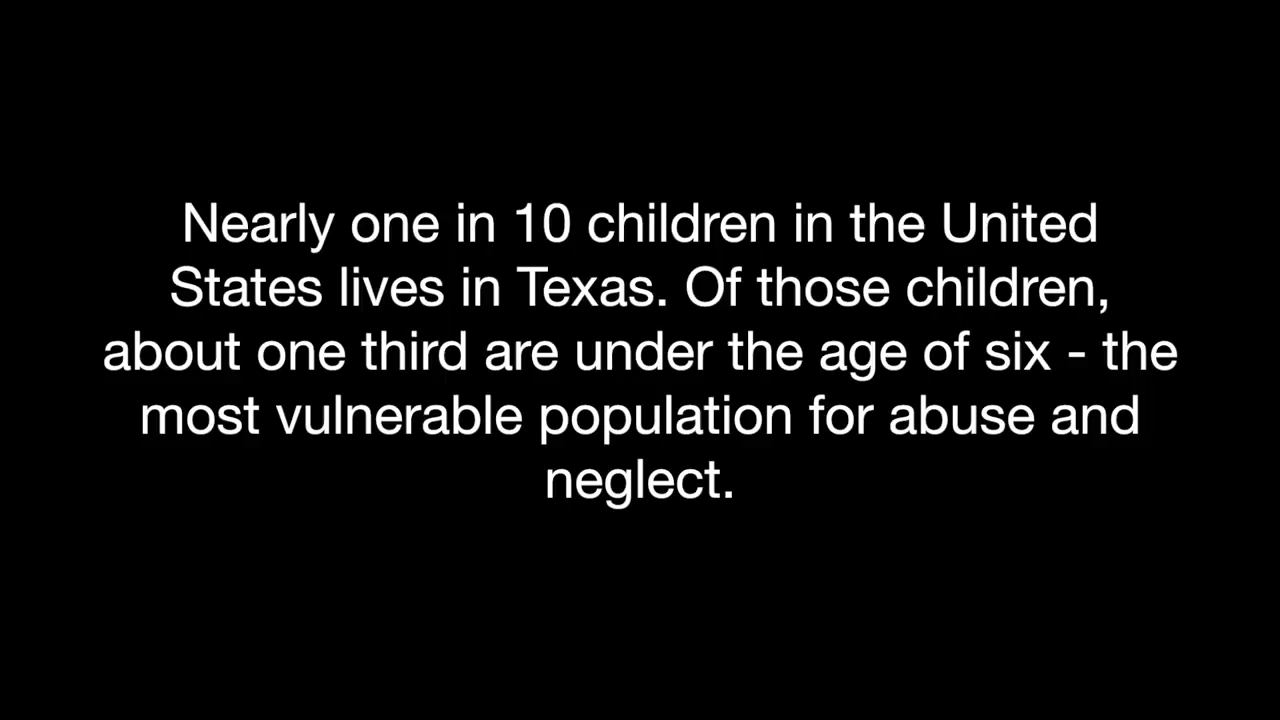 Nearly one in 10 children in the United
States lives in Texas. Of those children,
about one third are under the age of six - the
most vulnerable population for abuse and
neglect.